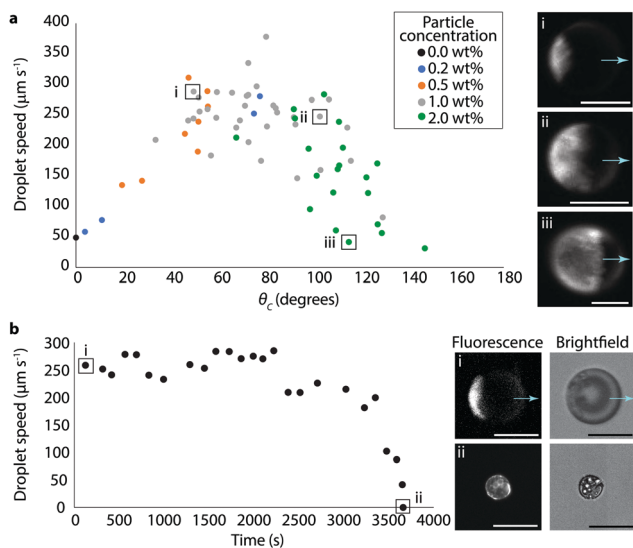 a
Droplet speed (µm s⁻¹)
400
350
300
250
200
150
100
50
0
i
ii
iii
Particle
concentration
0.0 wt%
0.2 wt%
0.5 wt%
1.0 wt%
2.0 wt%
0 20 40 60 80 100 120 140 160 180
θC (degrees)
i
ii
iii
b
Droplet speed (µm s⁻¹)
300
250
200
150
100
50
0
i
ii
0 500 1000 1500 2000 2500 3000 3500 4000
Time (s)
Fluorescence Brightfield
i
ii